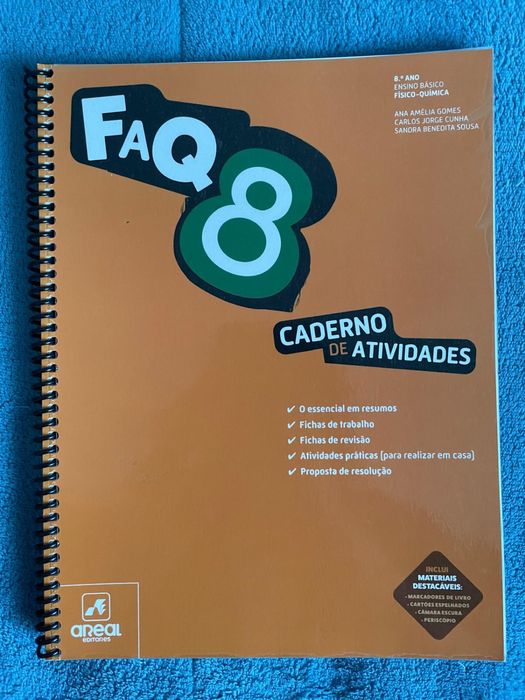 8.º ANO
ENSINO BÁSICO
FÍSICO-QUÍMICA
ANA AMÉLIA GOMES
CARLOS JORGE CUNHA
SANDRA BENEDITA SOUSA
FAQ
8
CADERNO
DE ATIVIDADES
✓ O essencial em resumos
✓ Fichas de trabalho
✓ Fichas de revisão
✓ Atividades práticas (para realizar em casa)
✓ Proposta de resolução
INCLUI
MATERIAIS
DESTACÁVEIS:
- MARCADORES DE LIVRO
- CARTÕES ESPELHADOS
- CÂMARA ESCURA
- PERISCÓPIO
AREAL
EDITORES